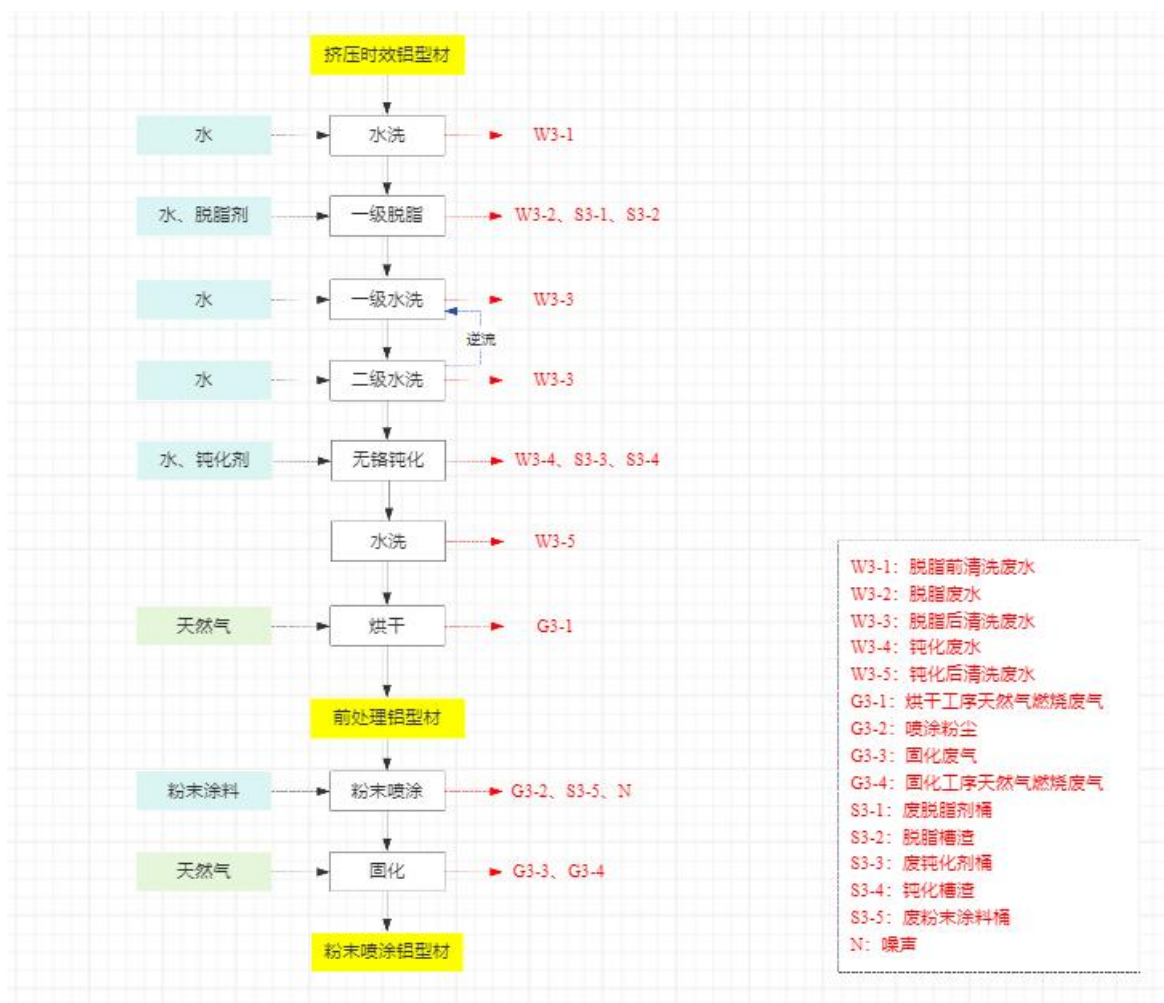 挤压时效铝型材
水 水洗 W3-1
水、脱脂剂 一级脱脂 W3-2、S3-1、S3-2
水 一级水洗 W3-3
逆流
水 二级水洗 W3-3
水、钝化剂 无铬钝化 W3-4、S3-3、S3-4
水洗 W3-5
天然气 烘干 G3-1
前处理铝型材
粉末涂料 粉末喷涂 G3-2、S3-5、N
天然气 固化 G3-3、G3-4
粉末喷涂铝型材
W3-1：脱脂前清洗废水
W3-2：脱脂废水
W3-3：脱脂后清洗废水
W3-4：钝化废水
W3-5：钝化后清洗废水
G3-1：烘干工序天然气燃烧废气
G3-2：喷涂粉尘
G3-3：固化废气
G3-4：固化工序天然气燃烧废气
S3-1：废脱脂剂桶
S3-2：脱脂槽渣
S3-3：废钝化剂桶
S3-4：钝化槽渣
S3-5：废粉末涂料桶
N：噪声